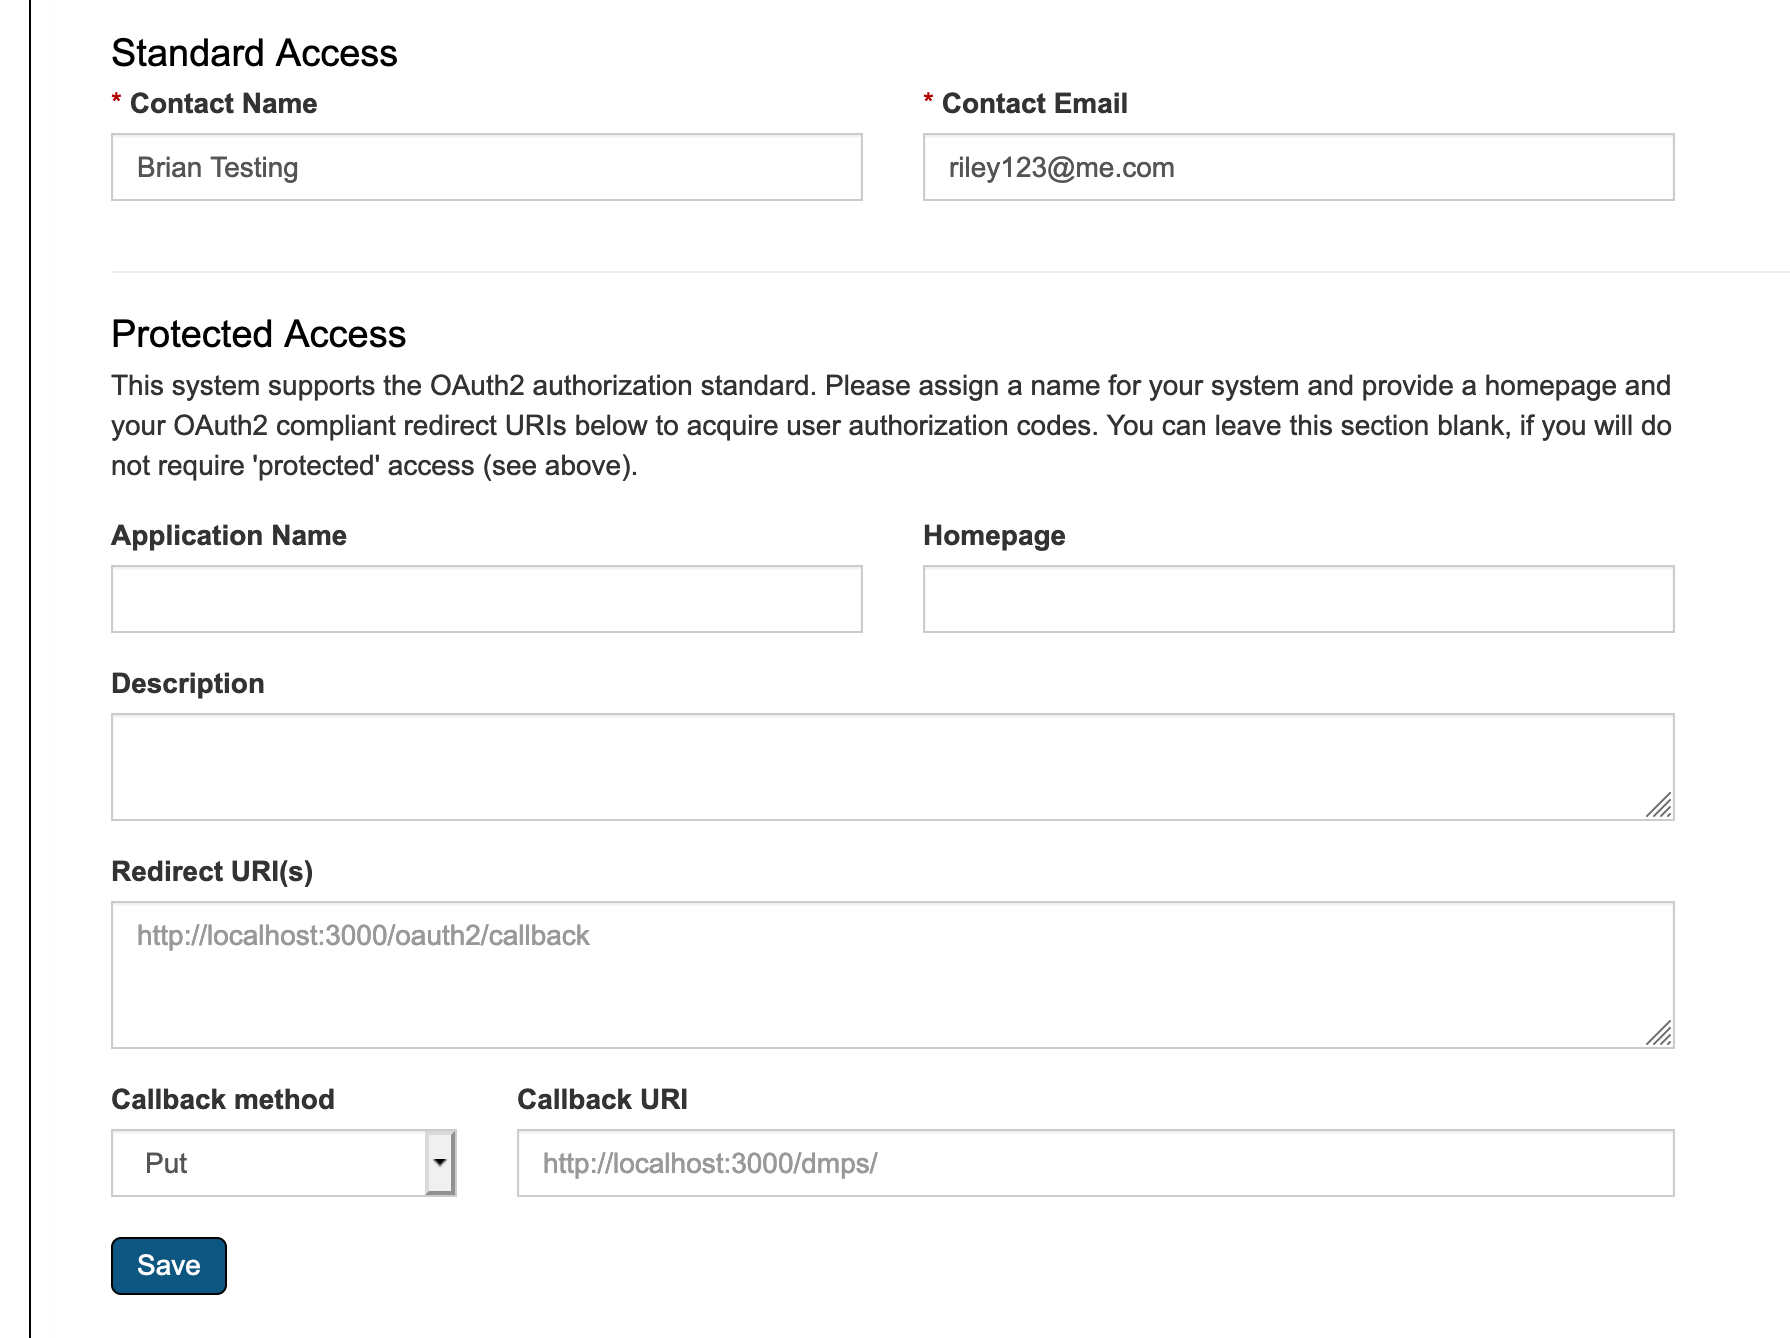 Standard Access
* Contact Name
* Contact Email
Brian Testing
riley123@me.com
Protected Access
This system supports the OAuth2 authorization standard. Please assign a name for your system and provide a homepage and
your OAuth2 compliant redirect URIs below to acquire user authorization codes. You can leave this section blank, if you will do
not require 'protected' access (see above).
Application Name
Homepage
Description
Redirect URI(s)
http://localhost:3000/oauth2/callback
Callback method
Callback URI
Put
http://localhost:3000/dmps/
Save